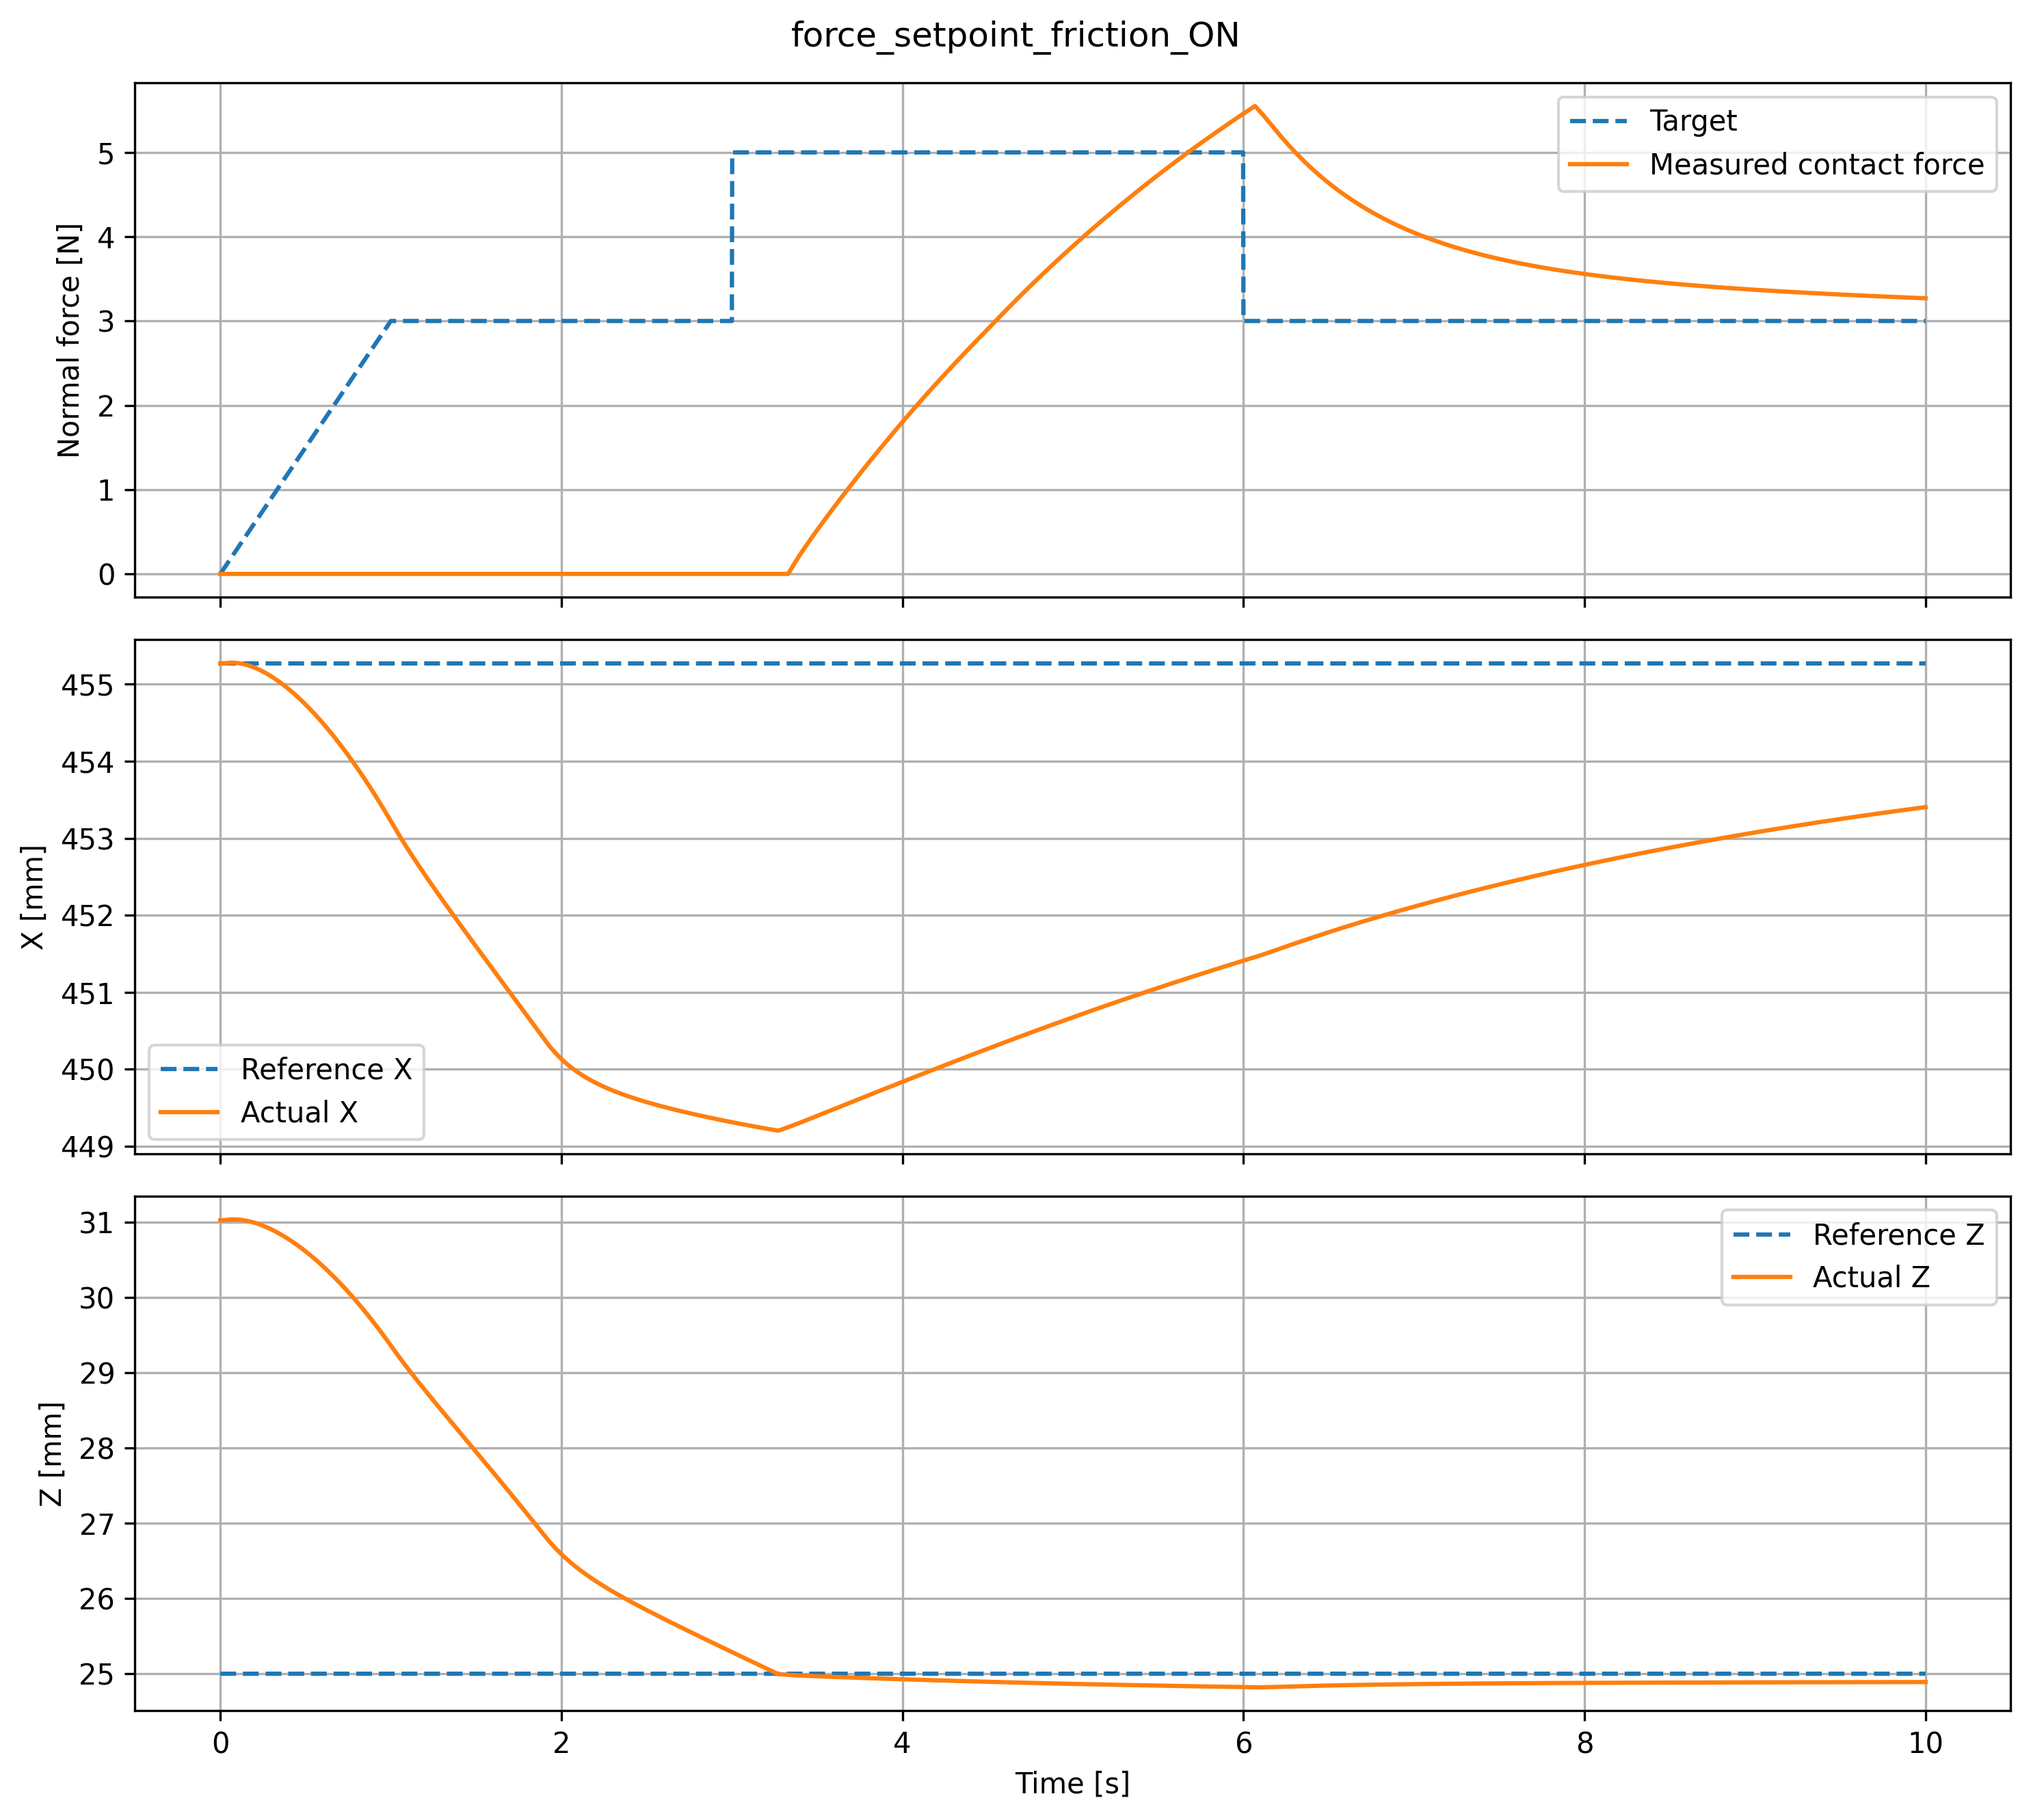 force_setpoint_friction_ON
Normal force [N]
5
4
3
2
1
0
Target
Measured contact force
X [mm]
455
454
453
452
451
450
449
Reference X
Actual X
Z [mm]
31
30
29
28
27
26
25
Reference Z
Actual Z
0 2 4 6 8 10
Time [s]